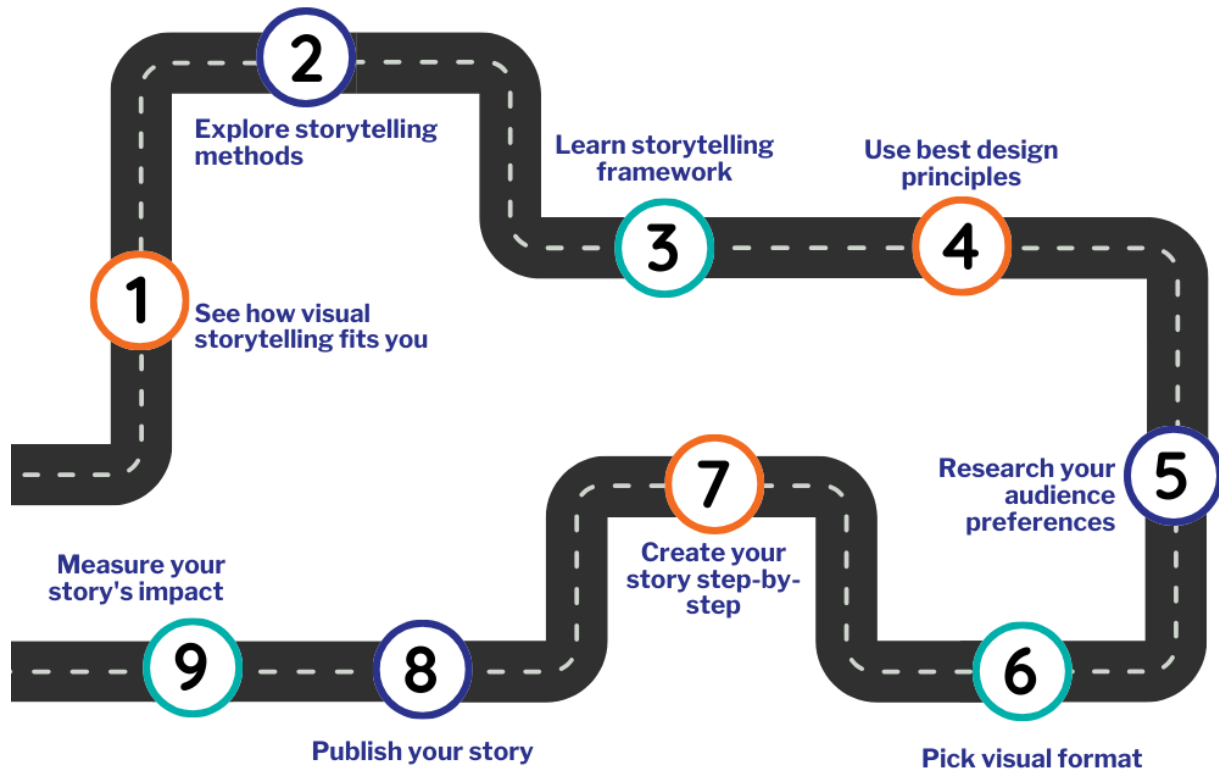 1
See how visual
storytelling fits you
2
Explore storytelling
methods
3
Learn storytelling
framework
4
Use best design
principles
5
Research your
audience
preferences
6
Pick visual format
7
Create your
story step-by-
step
8
Publish your story
9
Measure your
story's impact